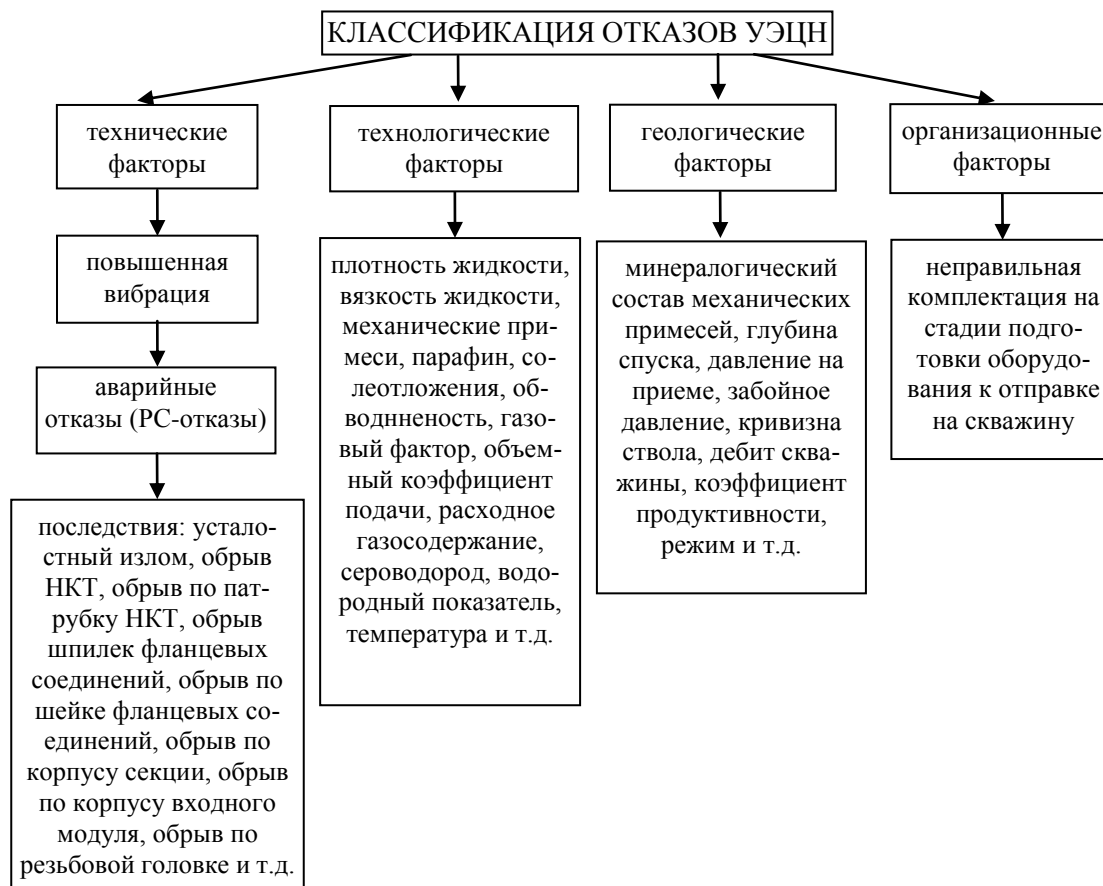 КЛАССИФИКАЦИЯ ОТКАЗОВ УЭЦН
технические
факторы
технологические
факторы
геологические
факторы
организационные
факторы
повышенная
вибрация
аварийные
отказы (РС-отказы)
последствия: устало-
стный излом, обрыв
НКТ, обрыв по пат-
рубку НКТ, обрыв
шпилек фланцевых
соединений, обрыв по
шейке фланцевых со-
единений, обрыв по
корпусу секции, обрыв
по корпусу входного
модуля, обрыв по
резьбовой головке и т.д.
плотность жидкости,
вязкость жидкости,
механические при-
меси, парафин, со-
леотложения, об-
воднненость, газо-
вый фактор, объем-
ный коэффициент
подачи, расходное
газосодержание,
сероводород, водо-
родный показатель,
температура и т.д.
минералогический
состав механических
примесей, глубина
спуска, давление на
приеме, забойное
давление, кривизна
ствола, дебит сква-
жины, коэффициент
продуктивности,
режим и т.д.
неправильная
комплектация на
стадии подго-
товки оборудо-
вания к отправке
на скважину